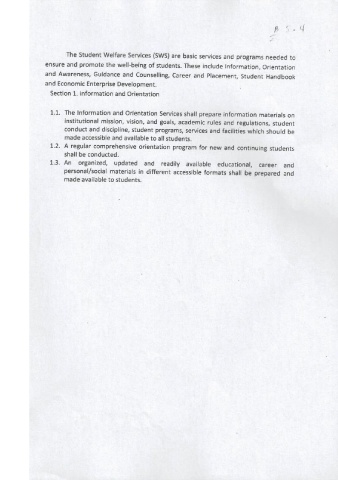 B 5.4
The Student Welfare Services (SWS) are basic services and programs needed to
ensure and promote the well-being of students. These include Information, Orientation
and Awareness, Guidance and Counselling, Career and Placement, Student Handbook
and Economic Enterprise Development.
Section 1. Information and Orientation
1.1. The Information and Orientation Services shall prepare information materials on
institutional mission, vision, and goals, academic rules and regulations, student
conduct and discipline, student programs, services and facilities which should be
made accessible and available to all students.
1.2. A regular comprehensive orientation program for new and continuing students
shall be conducted.
1.3. An organized, updated and readily available educational, career and
personal/social materials in different accessible formats shall be prepared and
made available to students.